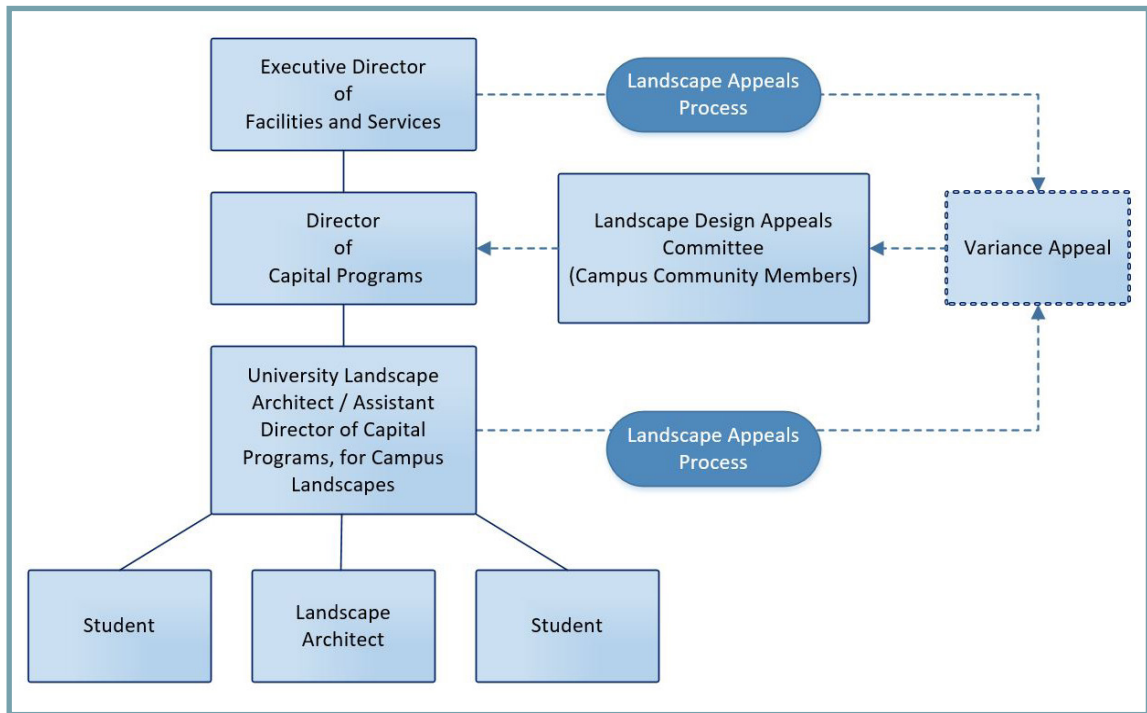 Executive Director
of
Facilities and Services
Landscape Appeals
Process
Director
of
Capital Programs
Landscape Design Appeals
Committee
(Campus Community Members)
Variance Appeal
University Landscape
Architect / Assistant
Director of Capital
Programs, for Campus
Landscapes
Landscape Appeals
Process
Student
Landscape
Architect
Student